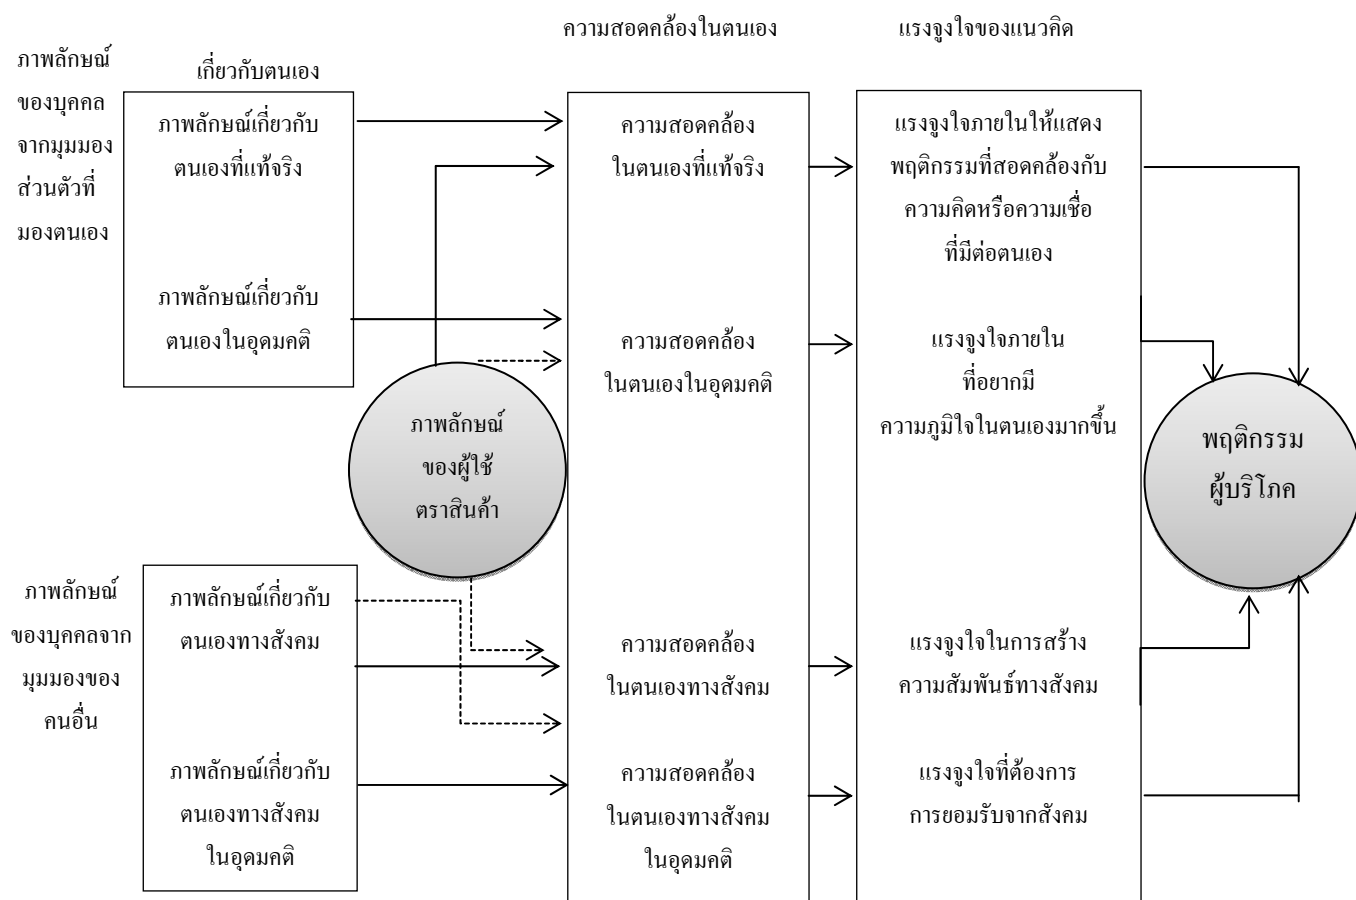 ความสอดคล้องในตนเอง
แรงจูงใจของแนวคิด
เกี่ยวกับตนเอง
ภาพลักษณ์
ของบุคคล
จากมุมมอง
ส่วนตัวที่
มองตนเอง
ภาพลักษณ์เกี่ยวกับ
ตนเองที่แท้จริง
ภาพลักษณ์เกี่ยวกับ
ตนเองในอุดมคติ
ความสอดคล้อง
ในตนเองที่แท้จริง
ความสอดคล้อง
ในตนเองในอุดมคติ
แรงจูงใจภายในให้แสดง
พฤติกรรมที่สอดคล้องกับ
ความคิดหรือความเชื่อ
ที่มีต่อตนเอง
แรงจูงใจภายใน
ที่อยากมี
ความภูมิใจในตนเองมากขึ้น
ภาพลักษณ์
ของผู้ใช้
ตราสินค้า
พฤติกรรม
ผู้บริโภค
ภาพลักษณ์
ของบุคคลจาก
มุมมองของ
คนอื่น
ภาพลักษณ์เกี่ยวกับ
ตนเองทางสังคม
ภาพลักษณ์เกี่ยวกับ
ตนเองทางสังคม
ในอุดมคติ
ความสอดคล้อง
ในตนเองทางสังคม
ความสอดคล้อง
ในตนเองทางสังคม
ในอุดมคติ
แรงจูงใจในการสร้าง
ความสัมพันธ์ทางสังคม
แรงจูงใจที่ต้องการ
การยอมรับจากสังคม